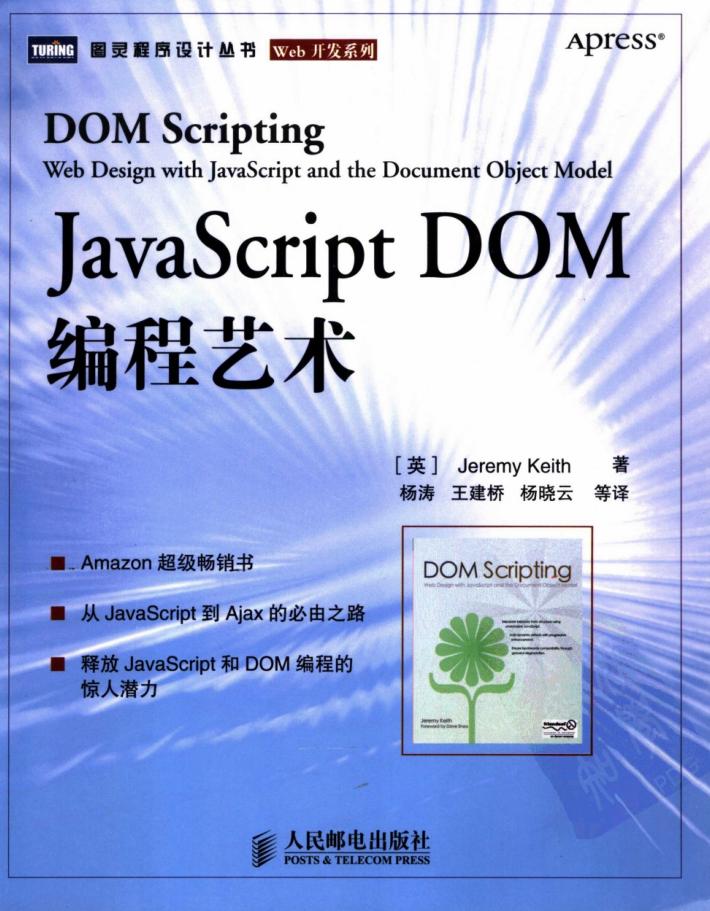 TURING 图灵程序设计丛书 Web 开发系列
Apress®
DOM Scripting
Web Design with JavaScript and the Document Object Model
JavaScript DOM
编程艺术
[英] Jeremy Keith 著
杨涛 王建桥 杨晓云 等译
■ Amazon 超级畅销书
■ 从 JavaScript 到 Ajax 的必由之路
■ 释放 JavaScript 和 DOM 编程的
惊人潜力
DOM Scripting
Web Design with JavaScript and the Document Object Model
Jeremy Keith
Foreword by Dave Shea
人民邮电出版社
POSTS & TELECOM PRESS